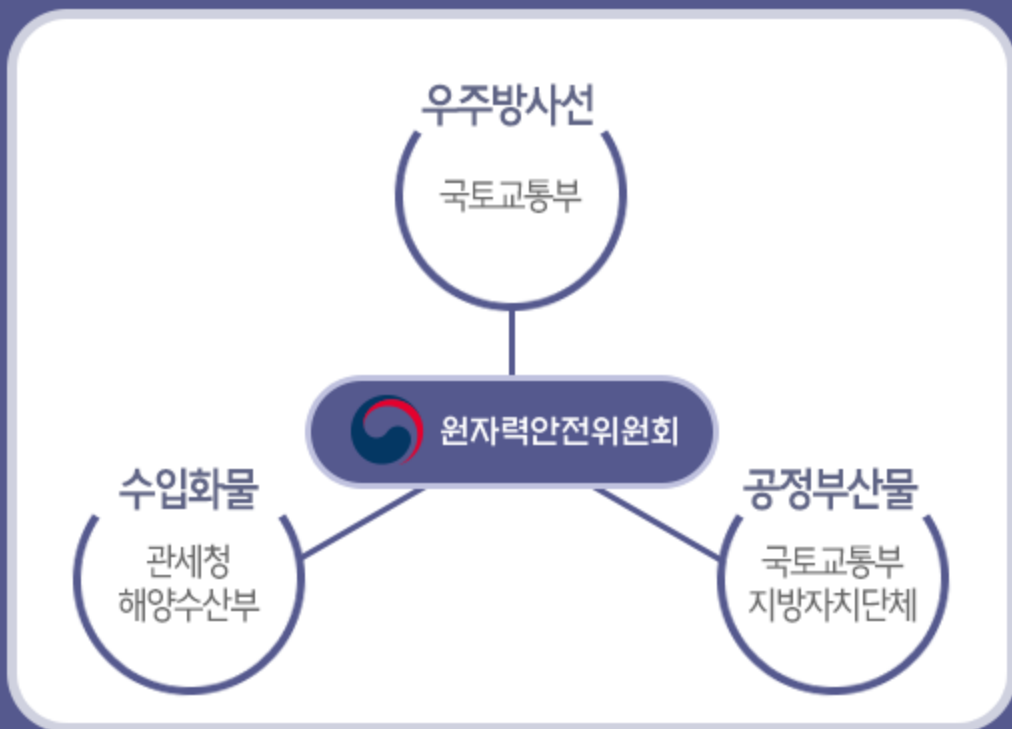 우주방사선
국토교통부
원자력안전위원회
수입화물
관세청
해양수산부
공정부산물
국토교통부
지방자치단체